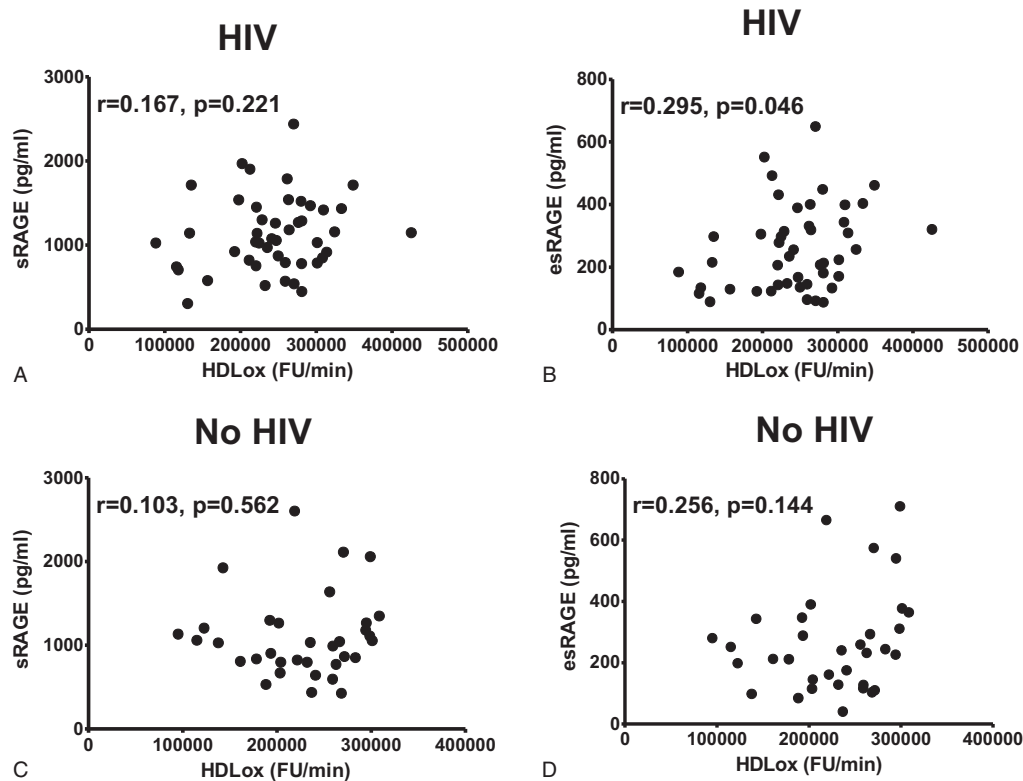 HIV
r=0.167, p=0.221
sRAGE (pg/ml)
3000
2000
1000
0
0 100000 200000 300000 400000 500000
HDLox (FU/min)
A
HIV
r=0.295, p=0.046
esRAGE (pg/ml)
800
600
400
200
0
0 100000 200000 300000 400000 500000
HDLox (FU/min)
B
No HIV
r=0.103, p=0.562
sRAGE (pg/ml)
3000
2000
1000
0
0 100000 200000 300000 400000
HDLox (FU/min)
C
No HIV
r=0.256, p=0.144
esRAGE (pg/ml)
800
600
400
200
0
0 100000 200000 300000 400000
HDLox (FU/min)
D